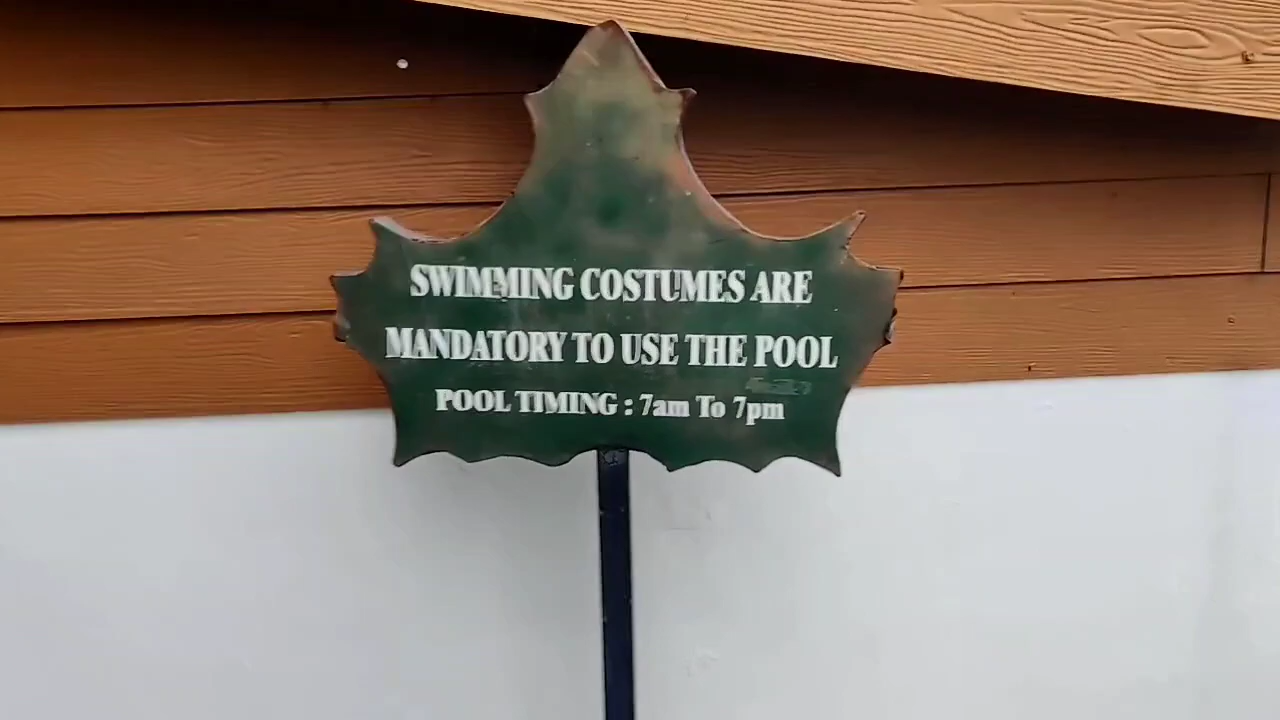 SWIMMING COSTUMES ARE
MANDATORY TO USE THE POOL
POOL TIMING : 7am To 7pm